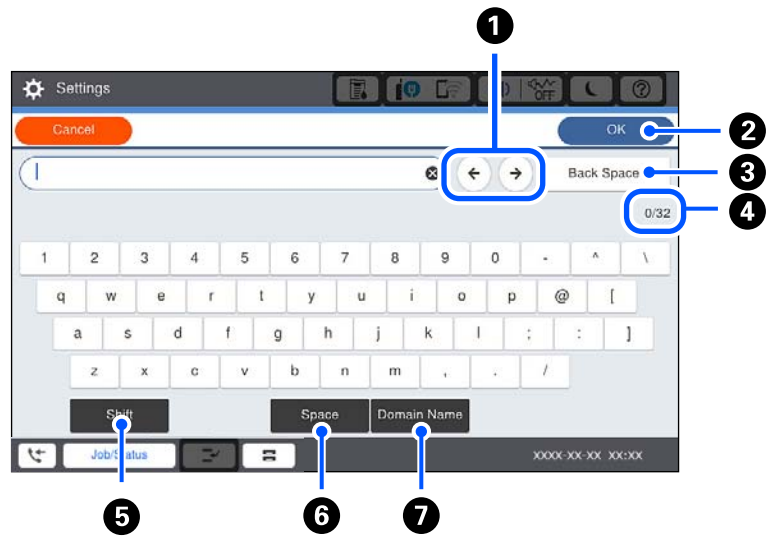 1
Settings
OFF
Cancel
OK
2
Back Space
3
0/32
4
1 2 3 4 5 6 7 8 9 0 - ^ \
q w e r t y u i o p @ [
a s d f g h j k l ; : ]
z x c v b n m , . /
Shift Space Domain Name
Job/Status
XXXX-XX-XX XX:XX
5 6 7